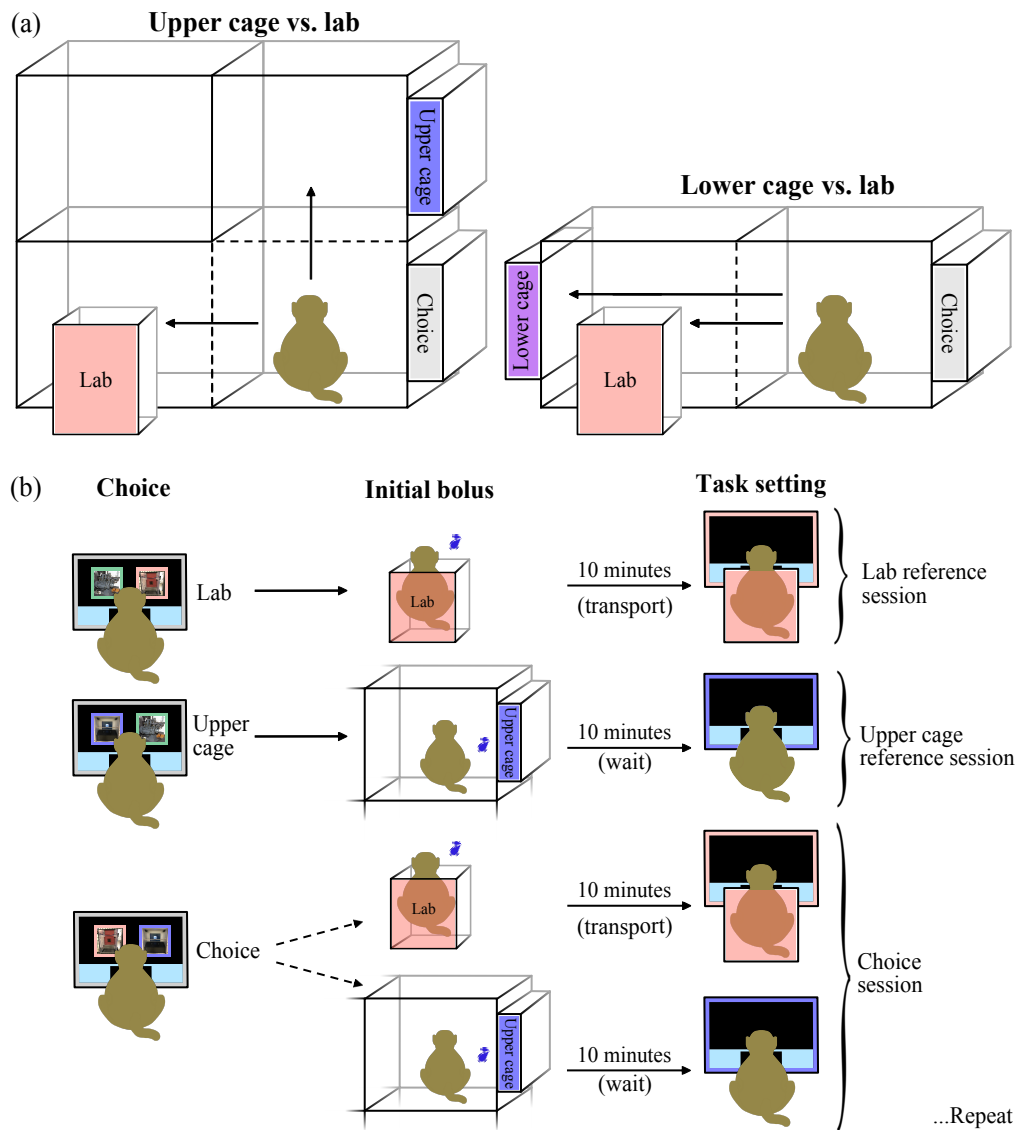 (a)
Upper cage vs. lab
Upper cage
Choice
Lab
Lower cage vs. lab
Lower cage
Choice
Lab
(b)
Choice
Initial bolus
Task setting
Lab
Lab
10 minutes
(transport)
Lab reference
session
Upper
cage
Upper cage
10 minutes
(wait)
Upper cage
reference session
Choice
Lab
10 minutes
(transport)
Upper cage
10 minutes
(wait)
Choice
session
...Repeat